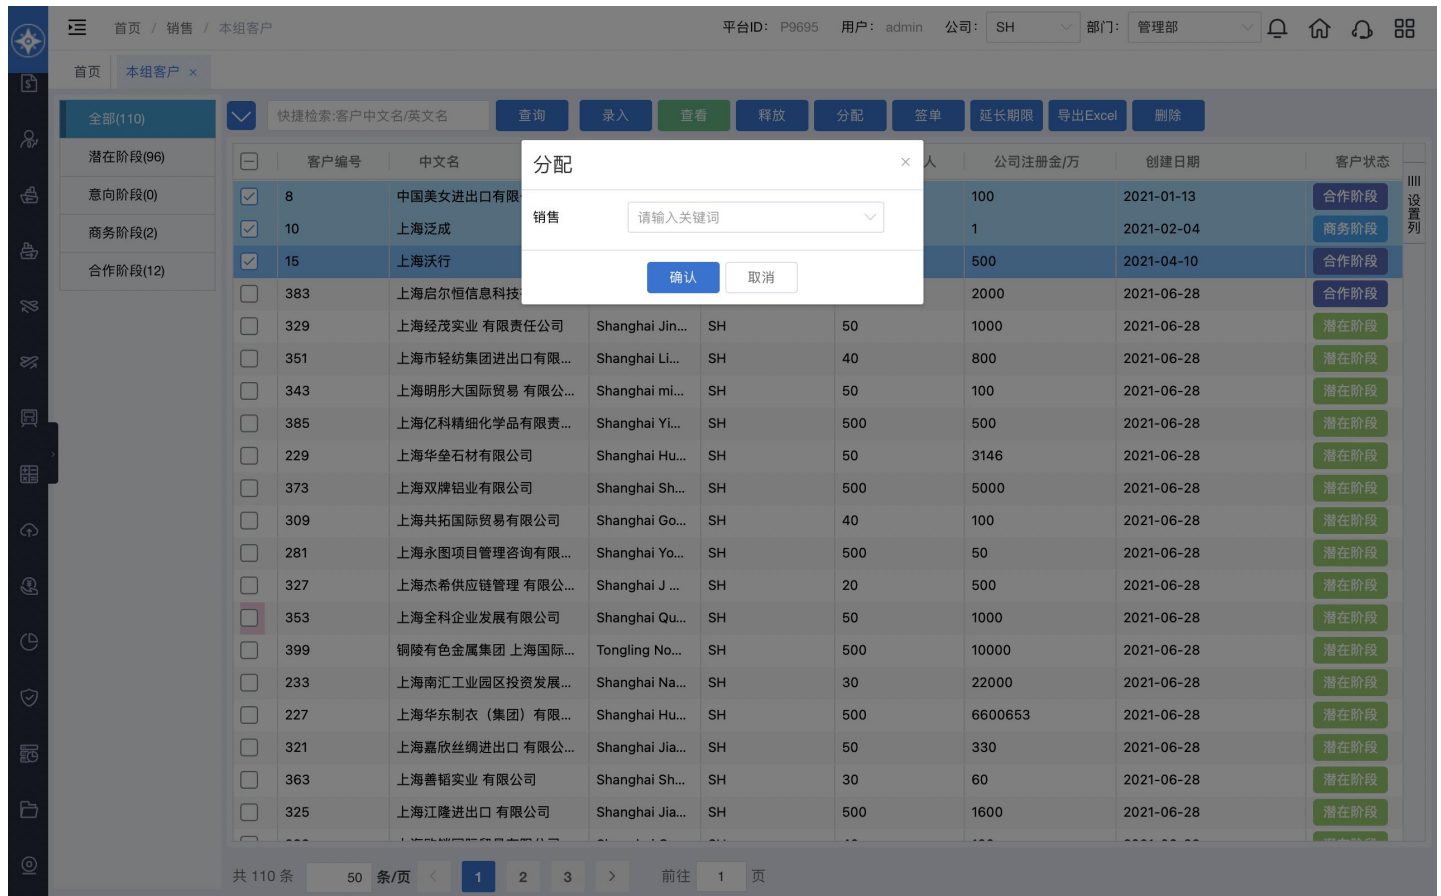 首页 / 销售 / 本组客户 平台ID: P9695 用户: admin 公司: SH 部门: 管理部
首页 本组客户 ×
全部(110)
潜在阶段(96)
意向阶段(0)
商务阶段(2)
合作阶段(12)
快捷检索:客户中文名/英文名 查询 录入 查看 释放 分配 签单 延长期限 导出Excel 删除
客户编号 中文名 人 公司注册金/万 创建日期 客户状态
设置列
分配 ×
销售 请输入关键词
确认 取消
8 中国美女进出口有限 100 2021-01-13 合作阶段
10 上海泛成 1 2021-02-04 商务阶段
15 上海沃行 500 2021-04-10 合作阶段
383 上海启尔恒信息科技 2000 2021-06-28 合作阶段
329 上海经茂实业 有限责任公司 Shanghai Jin... SH 50 1000 2021-06-28 潜在阶段
351 上海市轻纺集团进出口有限... Shanghai Li... SH 40 800 2021-06-28 潜在阶段
343 上海明彤大国际贸易 有限公... Shanghai mi... SH 50 100 2021-06-28 潜在阶段
385 上海亿科精细化学品有限责... Shanghai Yi... SH 500 500 2021-06-28 潜在阶段
229 上海华垒石材有限公司 Shanghai Hu... SH 50 3146 2021-06-28 潜在阶段
373 上海双牌铝业有限公司 Shanghai Sh... SH 500 5000 2021-06-28 潜在阶段
309 上海共拓国际贸易有限公司 Shanghai Go... SH 40 100 2021-06-28 潜在阶段
281 上海永图项目管理咨询有限... Shanghai Yo... SH 500 50 2021-06-28 潜在阶段
327 上海杰希供应链管理 有限公... Shanghai J ... SH 20 500 2021-06-28 潜在阶段
353 上海全科企业发展有限公司 Shanghai Qu... SH 50 1000 2021-06-28 潜在阶段
399 铜陵有色金属集团 上海国际... Tongling No... SH 500 10000 2021-06-28 潜在阶段
233 上海南汇工业园区投资发展... Shanghai Na... SH 30 22000 2021-06-28 潜在阶段
227 上海华东制衣（集团）有限... Shanghai Hu... SH 500 6600653 2021-06-28 潜在阶段
321 上海嘉欣丝绸进出口 有限公... Shanghai Jia... SH 50 330 2021-06-28 潜在阶段
363 上海善韬实业 有限公司 Shanghai Sh... SH 30 60 2021-06-28 潜在阶段
325 上海江隆进出口 有限公司 Shanghai Jia... SH 500 1600 2021-06-28 潜在阶段
共 110 条 50 条/页 < 1 2 3 > 前往 1 页